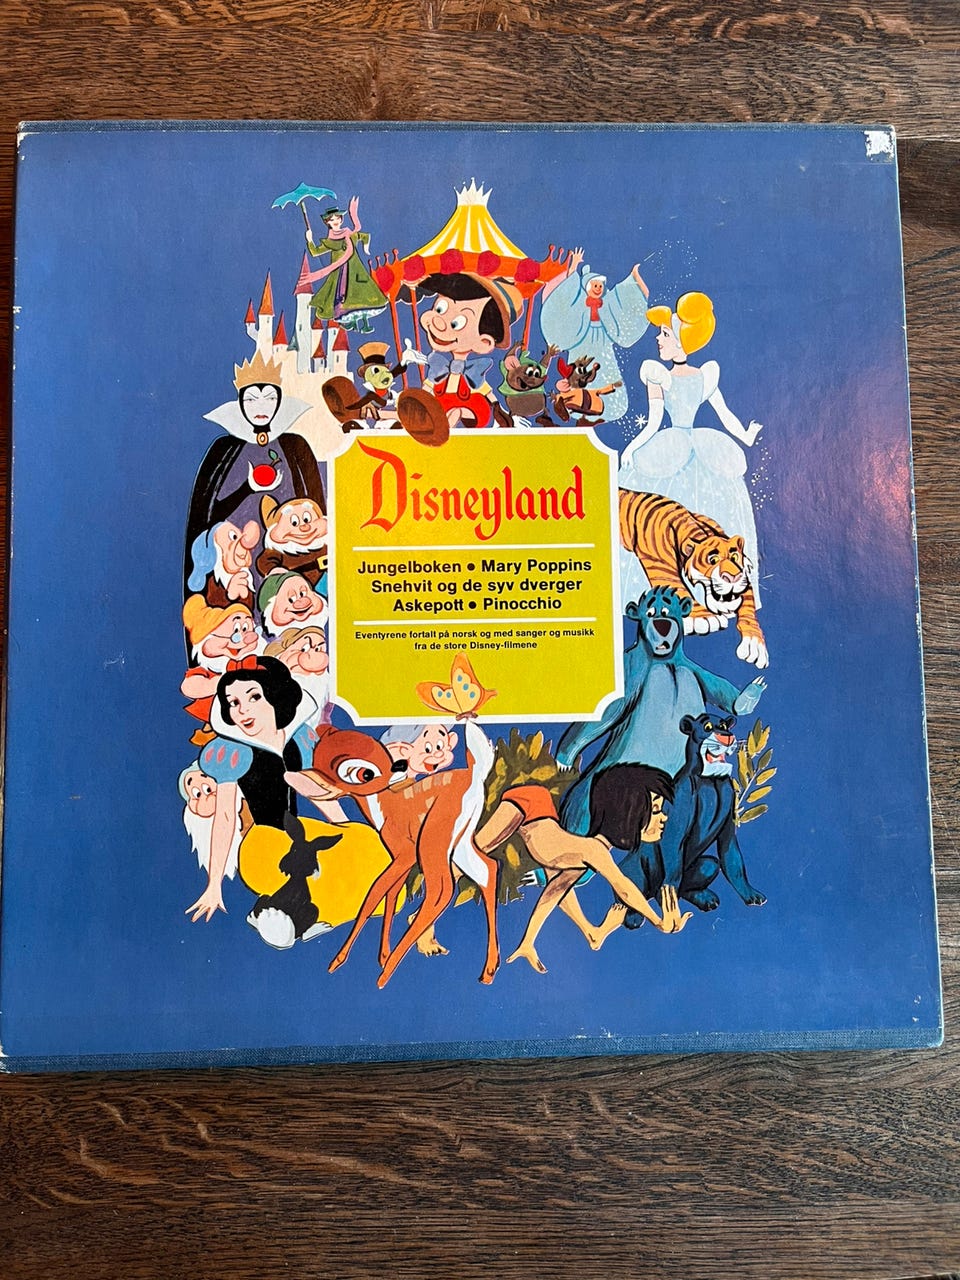 Disneyland
Jungelboken • Mary Poppins
Snehvit og de syv dverger
Askepott • Pinocchio
Eventyrene fortalt på norsk og med sanger og musikk
fra de store Disney-filmene